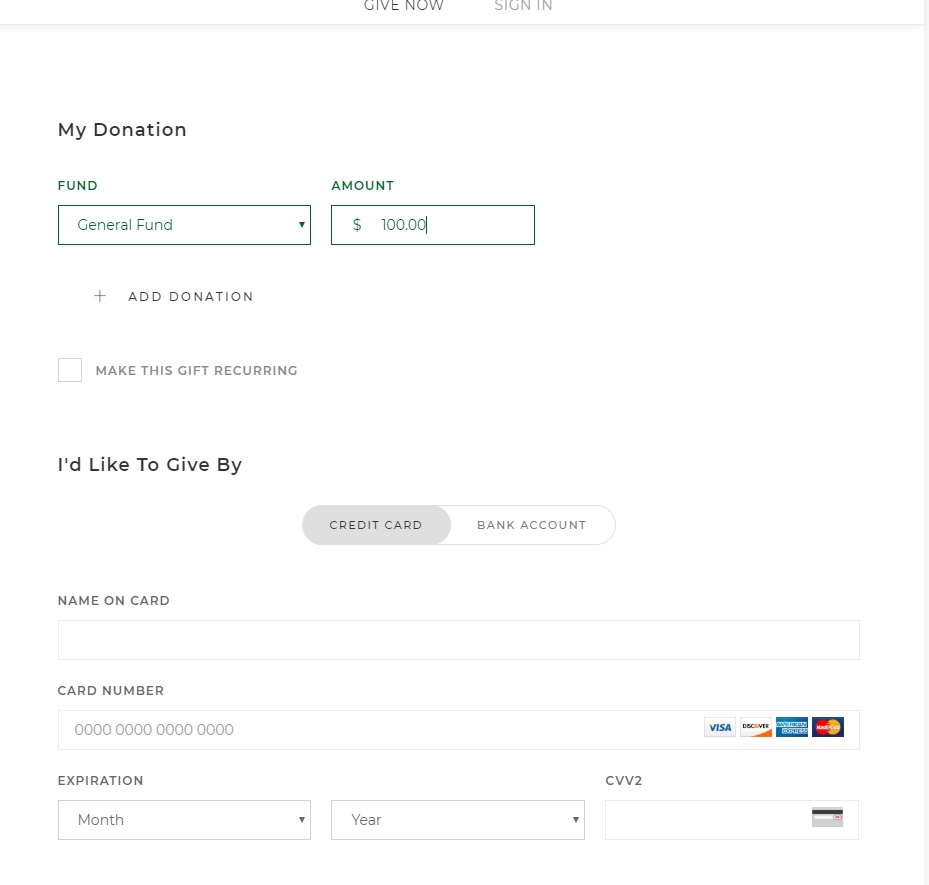 GIVE NOW SIGN IN
My Donation
FUND AMOUNT
General Fund $ 100.00
+ ADD DONATION
MAKE THIS GIFT RECURRING
I'd Like To Give By
CREDIT CARD BANK ACCOUNT
NAME ON CARD
CARD NUMBER
0000 0000 0000 0000 VISA DISCOVER AMERICAN EXPRESS MasterCard
EXPIRATION CVV2
Month Year